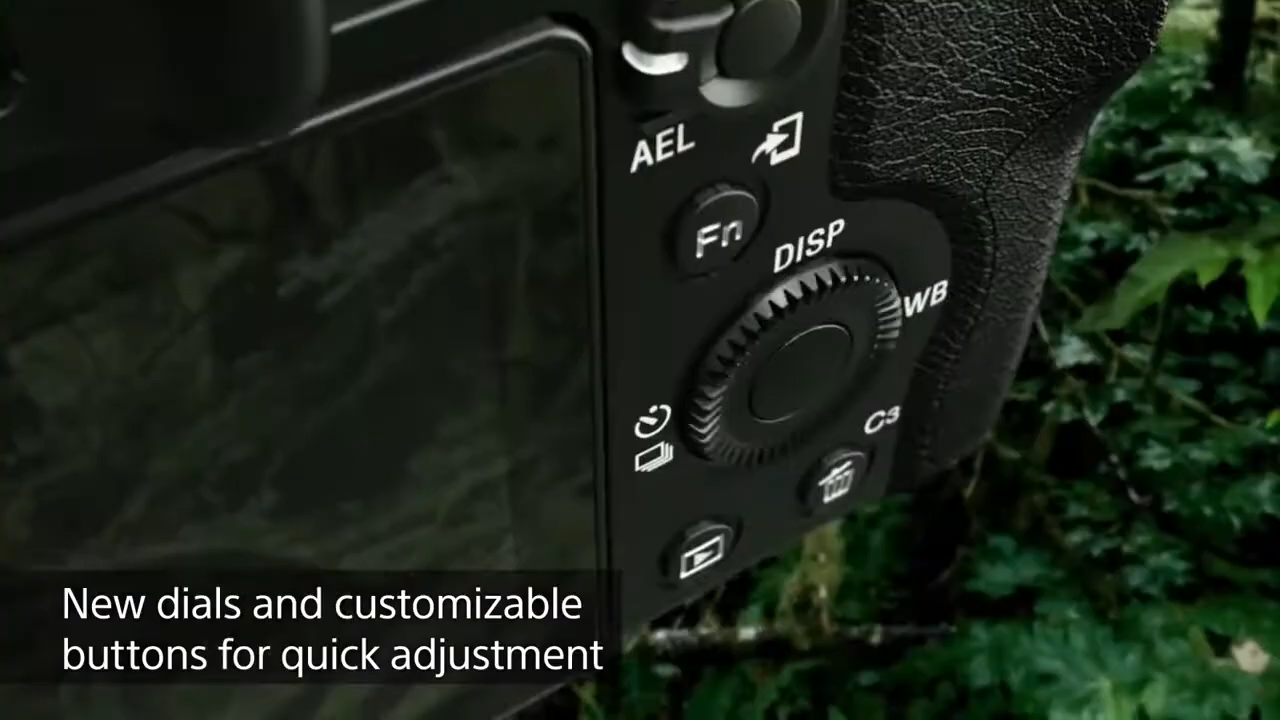 AEL
Fn
DISP
WB
C3
New dials and customizable
buttons for quick adjustment